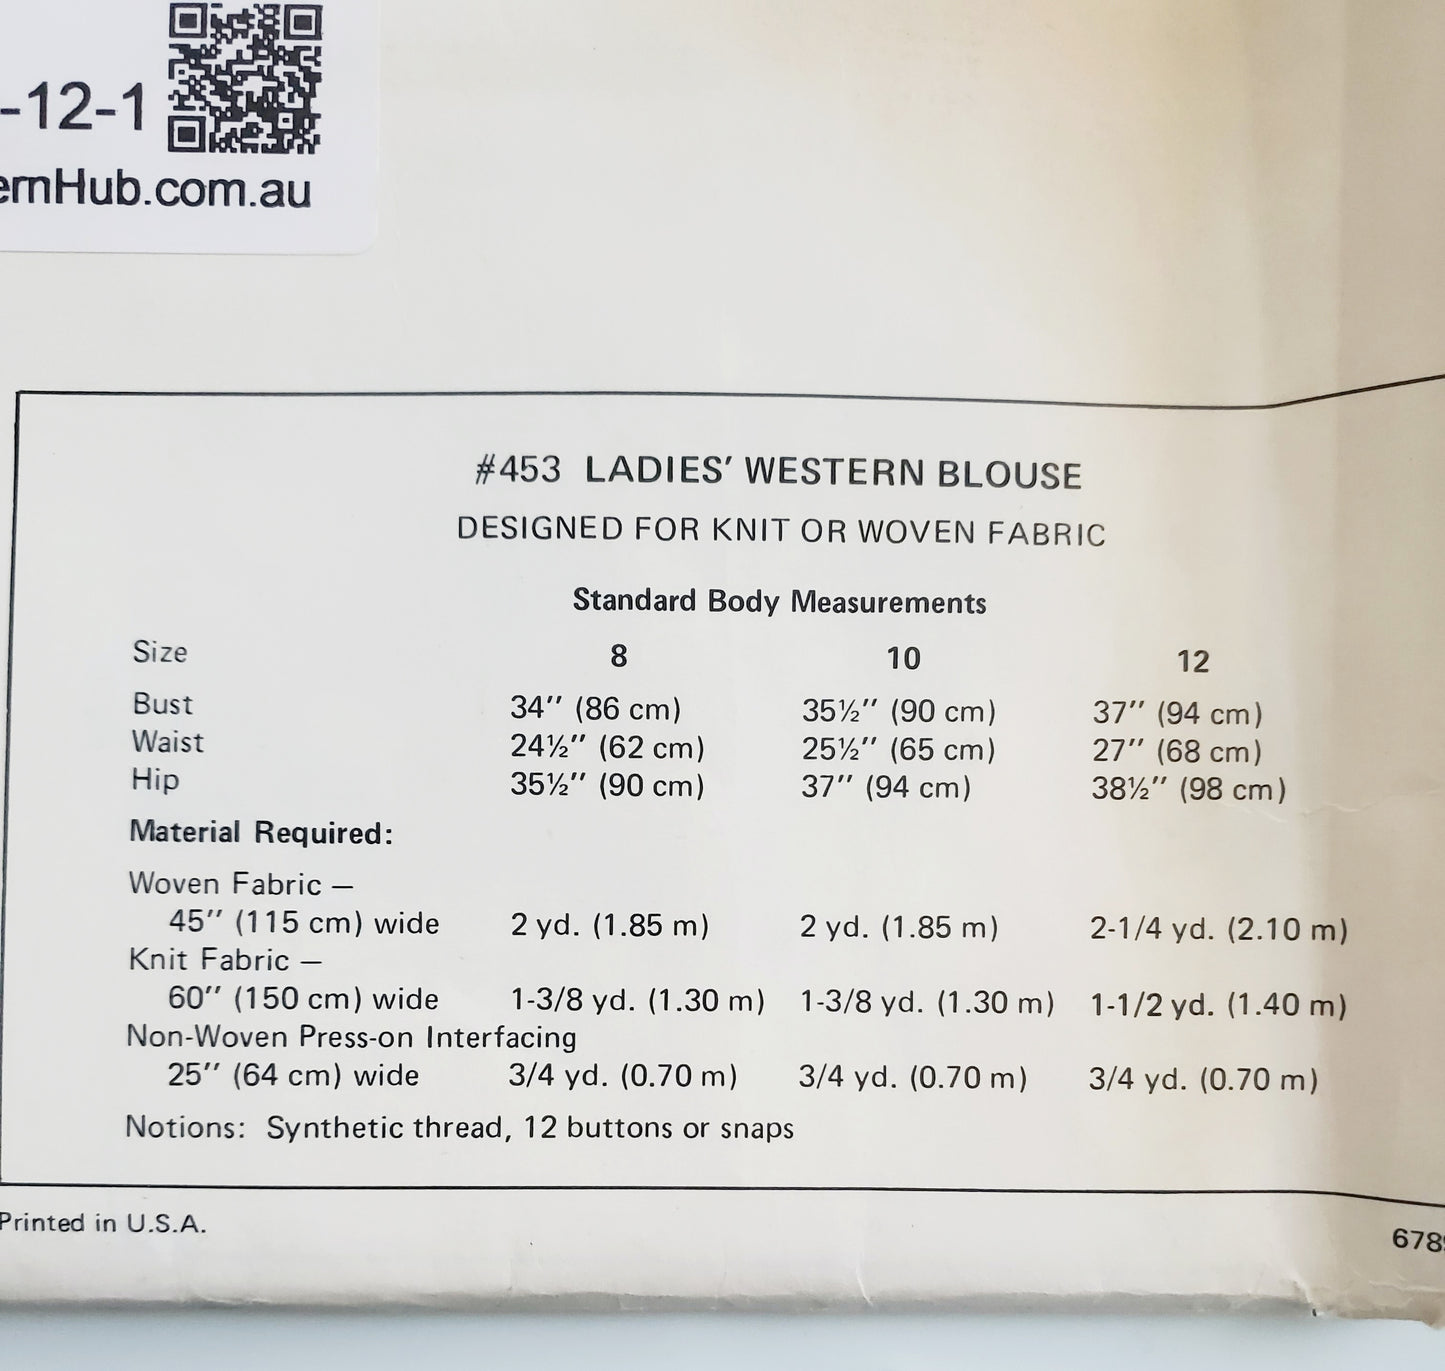 -12-1
ernHub.com.au
#453 LADIES’ WESTERN BLOUSE
DESIGNED FOR KNIT OR WOVEN FABRIC
Standard Body Measurements
Size 8 10 12
Bust 34’’ (86 cm) 35½’’ (90 cm) 37’’ (94 cm)
Waist 24½’’ (62 cm) 25½’’ (65 cm) 27’’ (68 cm)
Hip 35½’’ (90 cm) 37’’ (94 cm) 38½’’ (98 cm)
Material Required:
Woven Fabric —
45’’ (115 cm) wide 2 yd. (1.85 m) 2 yd. (1.85 m) 2-1/4 yd. (2.10 m)
Knit Fabric —
60’’ (150 cm) wide 1-3/8 yd. (1.30 m) 1-3/8 yd. (1.30 m) 1-1/2 yd. (1.40 m)
Non-Woven Press-on Interfacing
25’’ (64 cm) wide 3/4 yd. (0.70 m) 3/4 yd. (0.70 m) 3/4 yd. (0.70 m)
Notions: Synthetic thread, 12 buttons or snaps
Printed in U.S.A.
678